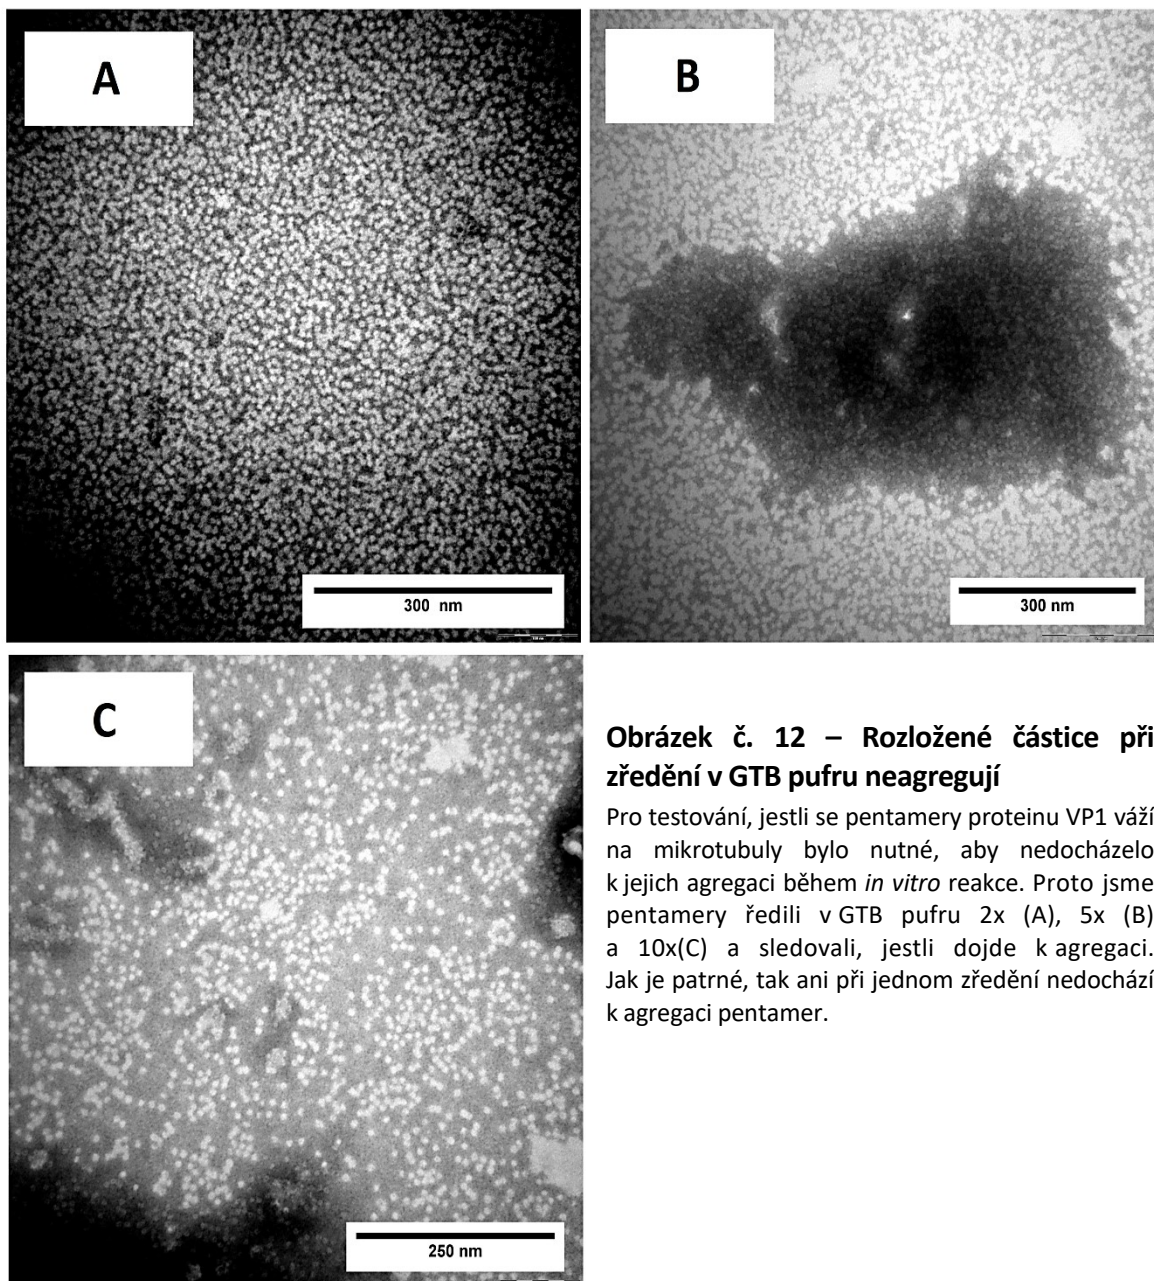 A
300 nm
B
300 nm
C
250 nm
Obrázek č. 12 – Rozložené částice při
zředění v GTB pufru neagregují
Pro testování, jestli se pentamery proteinu VP1 váží
na mikrotubuly bylo nutné, aby nedocházelo
k jejich agregaci během in vitro reakce. Proto jsme
pentamery ředili v GTB pufru 2x (A), 5x (B)
a 10x(C) a sledovali, jestli dojde k agregaci.
Jak je patrné, tak ani při jednom zředění nedochází
k agregaci pentamer.